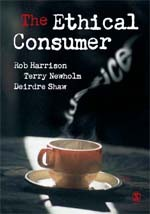 The Ethical
Consumer
Rob Harrison
Terry Newholm
Deirdre Shaw